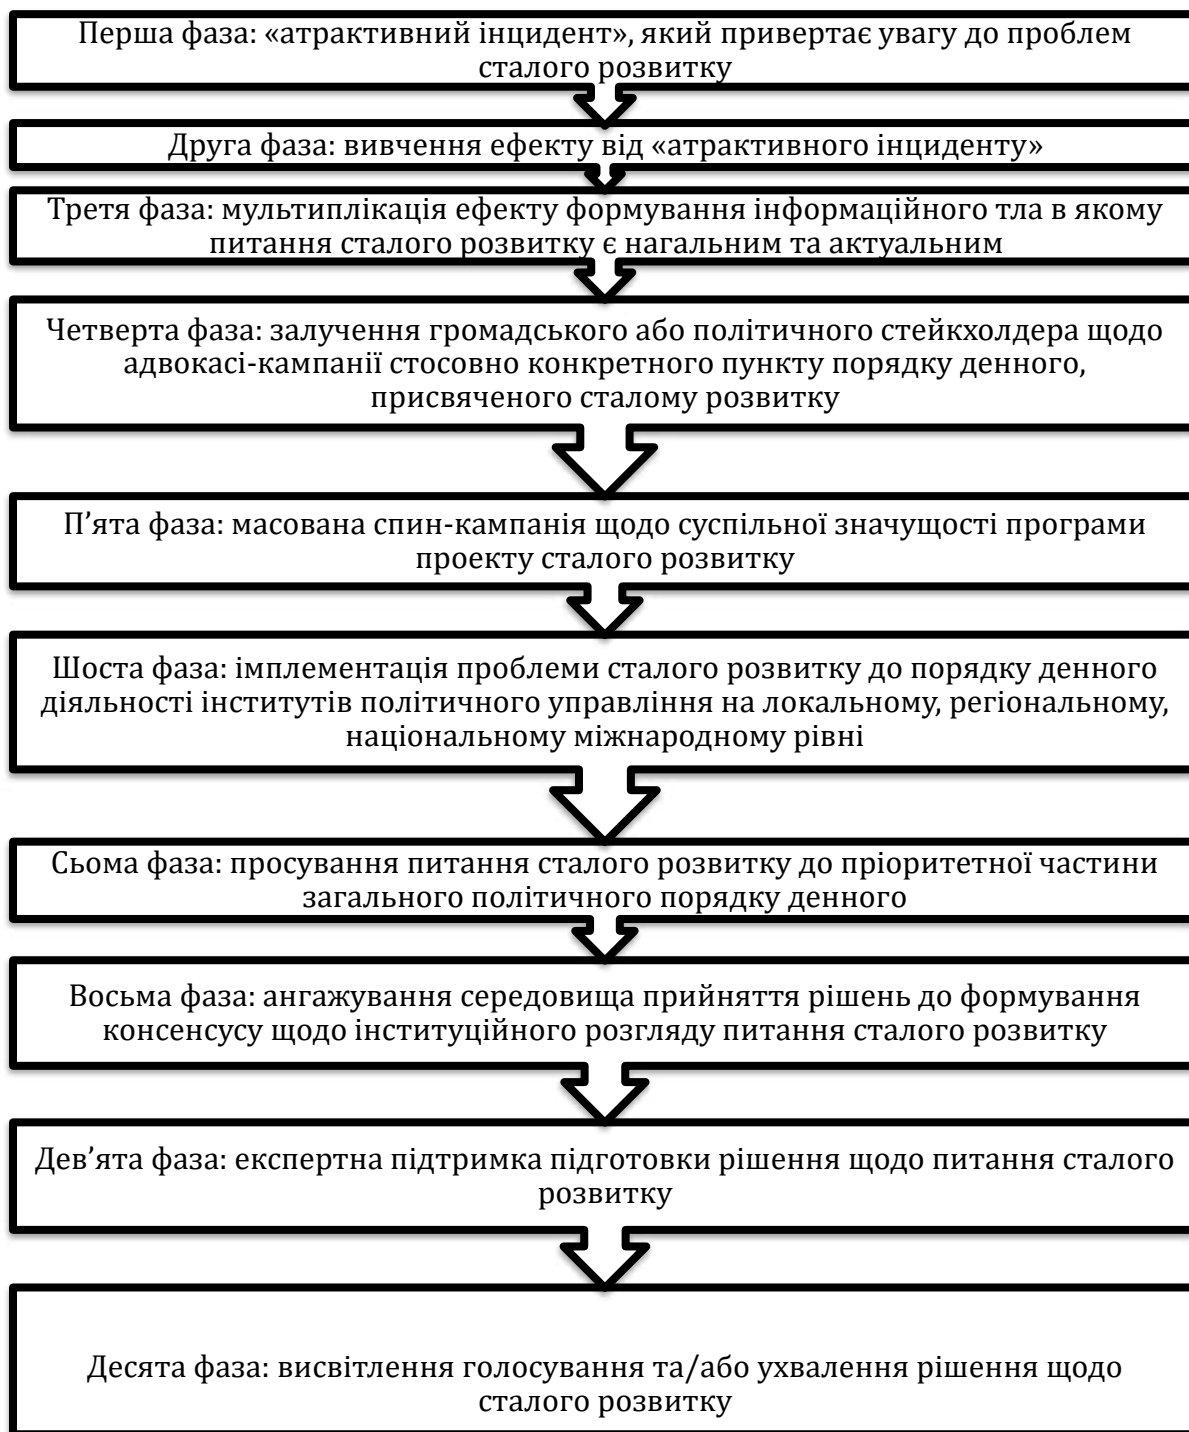 Перша фаза: «атрактивний інцидент», який привертає увагу до проблем
сталого розвитку
Друга фаза: вивчення ефекту від «атрактивного інциденту»
Третя фаза: мультиплікація ефекту формування інформаційного тла в якому
питання сталого розвитку є нагальним та актуальним
Четверта фаза: залучення громадського або політичного стейкхолдера щодо
адвокасі-кампанії стосовно конкретного пункту порядку денного,
присвяченого сталому розвитку
П’ята фаза: масована спин-кампанія щодо суспільної значущості програми
проекту сталого розвитку
Шоста фаза: імплементація проблеми сталого розвитку до порядку денного
діяльності інститутів політичного управління на локальному, регіональному,
національному міжнародному рівні
Сьома фаза: просування питання сталого розвитку до пріоритетної частини
загального політичного порядку денного
Восьма фаза: ангажування середовища прийняття рішень до формування
консенсусу щодо інституційного розгляду питання сталого розвитку
Дев’ята фаза: експертна підтримка підготовки рішення щодо питання сталого
розвитку
Десята фаза: висвітлення голосування та/або ухвалення рішення щодо
сталого розвитку